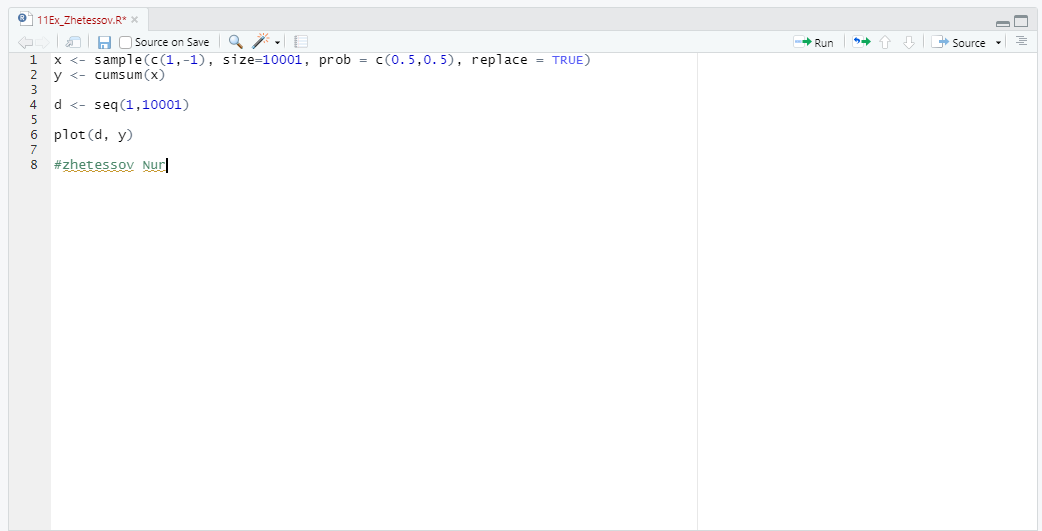 11Ex_Zhetessov.R*
Source on Save
Run
Source
1 x <- sample(c(1,-1), size=10001, prob = c(0.5,0.5), replace = TRUE)
2 y <- cumsum(x)
3
4 d <- seq(1,10001)
5
6 plot(d, y)
7
8 #zhetessov Nur